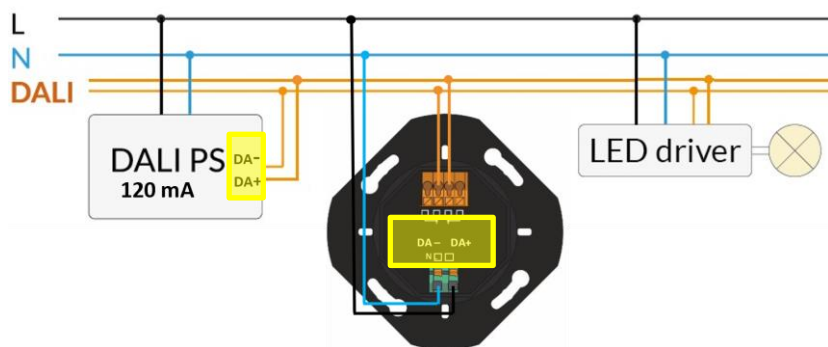 L
N
DALI
DALI PS
120 mA
DA−
DA+
DA − DA+
N
LED driver